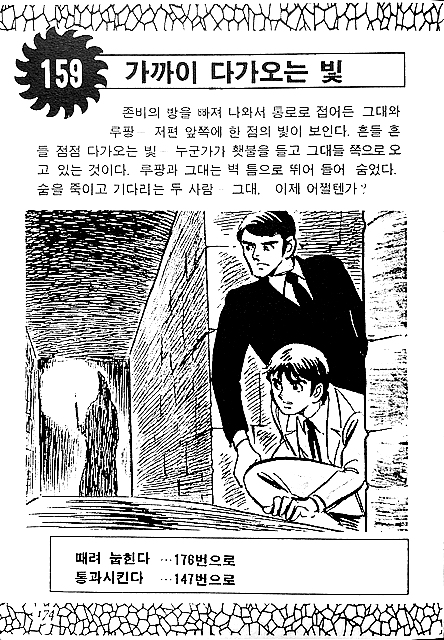 159
가까이 다가오는 빛
존비의 방을 빠져 나와서 통로로 접어든 그대와
루팡— 저편 앞쪽에 한 점의 빛이 보인다. 흔들 흔
들 점점 다가오는 빛— 누군가가 횃불을 들고 그대들 쪽으로 오
고 있는 것이다. 루팡과 그대는 벽 틈으로 뛰어 들어 숨었다.
숨을 죽이고 기다리는 두 사람— 그대, 이제 어쩔텐가?
때려 눕힌다 …176번으로
통과시킨다 …147번으로
174